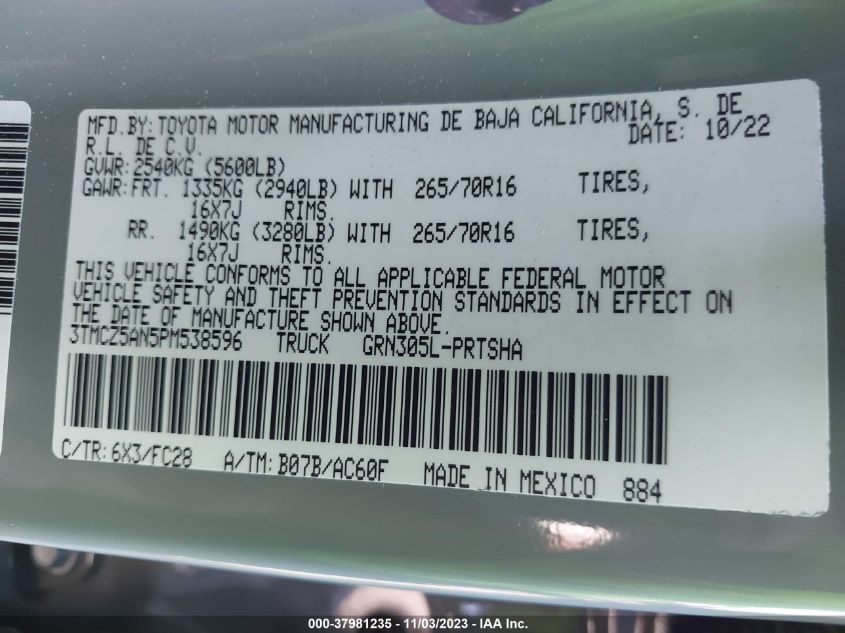 MFD.BY: TOYOTA MOTOR MANUFACTURING DE BAJA CALIFORNIA, S. DE
R.L. DE C.V. DATE: 10/22
GVWR: 2540KG (5600LB)
GAWR: FRT. 1335KG (2940LB) WITH 265/70R16 TIRES,
16X7J RIMS.
RR. 1490KG (3280LB) WITH 265/70R16 TIRES,
16X7J RIMS.
THIS VEHICLE CONFORMS TO ALL APPLICABLE FEDERAL MOTOR
VEHICLE SAFETY AND THEFT PREVENTION STANDARDS IN EFFECT ON
THE DATE OF MANUFACTURE SHOWN ABOVE.
3TMCZ5AN5PM538596 TRUCK GRN305L-PRTSHA
C/TR: 6X3/FC28 A/TM: B07B/AC60F MADE IN MEXICO 884
000-37981235 - 11/03/2023 - IAAI Inc.